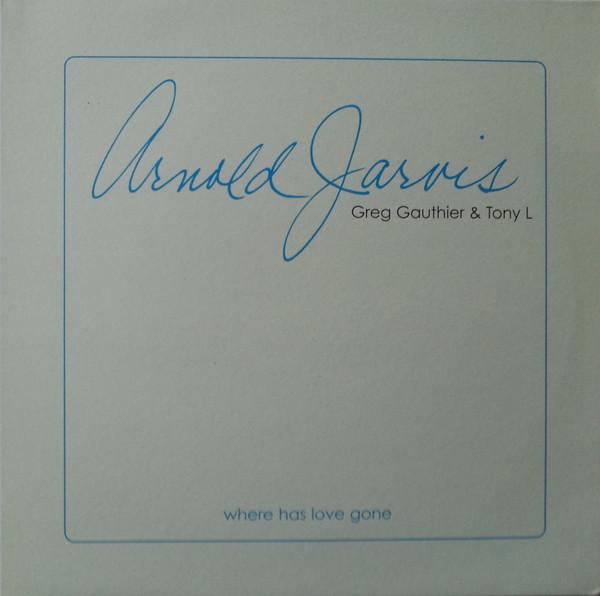 Arnold Jarvis
Greg Gauthier & Tony L
where has love gone